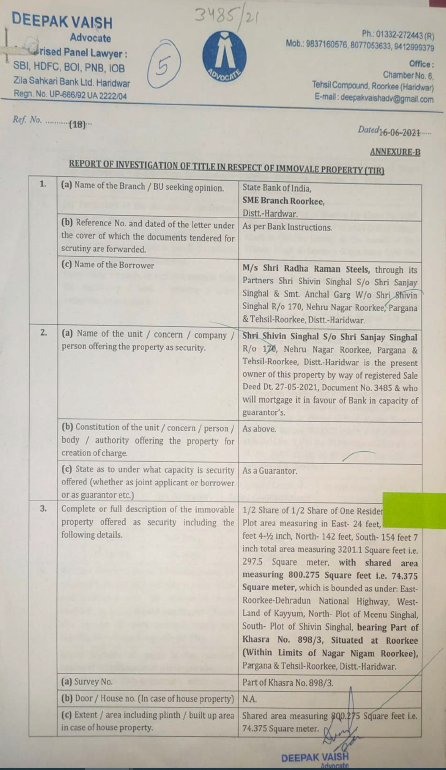 3485/21
DEEPAK VAISH
Advocate
rised Panel Lawyer :
SBI, HDFC, BOI, PNB, IOB
Zila Sahkari Bank Ltd. Haridwar
Regn. No. UP-666/92 UA 2222/04
5
ADVOCATE
Ph.: 01332-272443 (R)
Mob.: 9837160576, 8077053633, 9412999379
Office :
Chamber No. 6,
Tehsil Compound, Roorkee (Haridwar)
E-mail : deepakvaishadv@gmail.com
Ref. No. ..........(18)......
Dated 16-06-2021......
ANNEXURE-B
REPORT OF INVESTIGATION OF TITLE IN RESPECT OF IMMOVALE PROPERTY (TIR)
1. (a) Name of the Branch / BU seeking opinion.
State Bank of India,
SME Branch Roorkee,
Distt.-Hardwar.
(b) Reference No. and dated of the letter under
the cover of which the documents tendered for
scrutiny are forwarded.
As per Bank Instructions.
(c) Name of the Borrower
M/s Shri Radha Raman Steels, through its
Partners Shri Shivin Singhal S/o Shri Sanjay
Singhal & Smt. Anchal Garg W/o Shri Shivin
Singhal R/o 170, Nehru Nagar Roorkee, Pargana
& Tehsil-Roorkee, Distt.-Hardwar.
2. (a) Name of the unit / concern / company /
person offering the property as security.
Shri Shivin Singhal S/o Shri Sanjay Singhal
R/o 170, Nehru Nagar Roorkee, Pargana &
Tehsil-Roorkee, Distt.-Hardwar is the present
owner of this property by way of registered Sale
Deed Dt. 27-05-2021, Document No. 3485 & who
will mortgage it in favour of Bank in capacity of
guarantor's.
(b) Constitution of the unit / concern / person /
body / authority offering the property for
creation of charge.
As above.
(c) State as to under what capacity is security
offered (whether as joint applicant or borrower
or as guarantor etc.)
As a Guarantor.
3. Complete or full description of the immovable
property offered as security including the
following details.
1/2 Share of 1/2 Share of One Residen
Plot area measuring in East- 24 feet,
feet 4-½ inch, North- 142 feet, South- 154 feet 7
inch total area measuring 3201.1 Square feet i.e.
297.5 Square meter, with shared area
measuring 800.275 Square feet i.e. 74.375
Square meter, which is bounded as under: East-
Roorkee-Dehradun National Highway, West-
Land of Kayyum, North- Plot of Meenu Singhal,
South- Plot of Shivin Singhal, bearing Part of
Khasra No. 898/3, Situated at Roorkee
(Within Limits of Nagar Nigam Roorkee),
Pargana & Tehsil-Roorkee, Distt.-Hardwar.
(a) Survey No.
Part of Khasra No. 898/3.
(b) Door / House no. (In case of house property)
NA.
(c) Extent / area including plinth / built up area
in case of house property.
Shared area measuring 800.275 Square feet i.e.
74.375 Square meter.
DEEPAK VAISH
Advocate